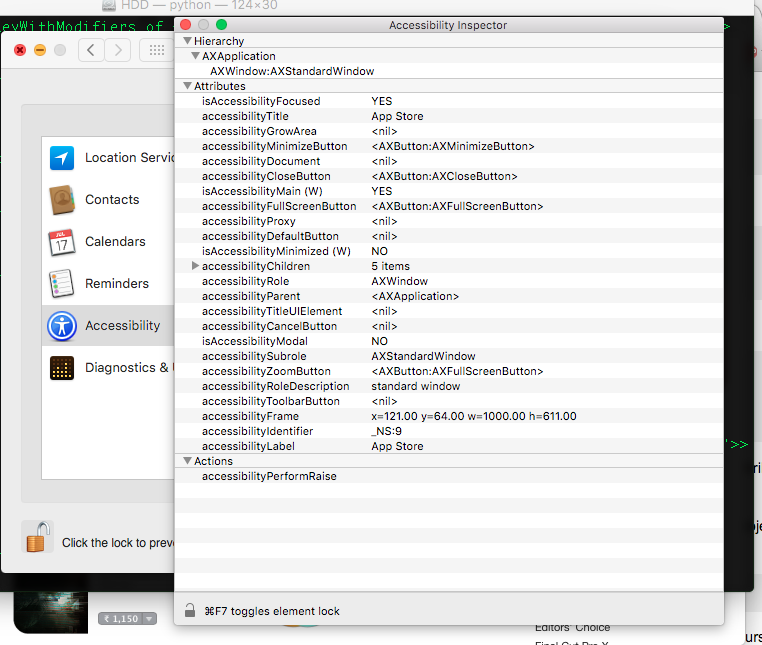 HDD — python — 124×30
eyWithModifiers of
>
Accessibility Inspector
Hierarchy
AXApplication
AXWindow:AXStandardWindow
Attributes
isAccessibilityFocused YES
accessibilityTitle App Store
accessibilityGrowArea <nil>
accessibilityMinimizeButton <AXButton:AXMinimizeButton>
accessibilityDocument <nil>
accessibilityCloseButton <AXButton:AXCloseButton>
isAccessibilityMain (W) YES
accessibilityFullScreenButton <AXButton:AXFullScreenButton>
accessibilityProxy <nil>
accessibilityDefaultButton <nil>
isAccessibilityMinimized (W) NO
accessibilityChildren 5 items
accessibilityRole AXWindow
accessibilityParent <AXApplication>
accessibilityTitleUIElement <nil>
accessibilityCancelButton <nil>
isAccessibilityModal NO
accessibilitySubrole AXStandardWindow
accessibilityZoomButton <AXButton:AXFullScreenButton>
accessibilityRoleDescription standard window
accessibilityToolbarButton <nil>
accessibilityFrame x=121.00 y=64.00 w=1000.00 h=611.00
accessibilityIdentifier _NS:9
accessibilityLabel App Store
Actions
accessibilityPerformRaise
⌘F7 toggles element lock
Location Servic
Contacts
JUL
17
Calendars
Reminders
Accessibility
Diagnostics & U
Click the lock to preve
'>>
₹ 1,150
Editors' Choice
Final Cut Pro X
urs